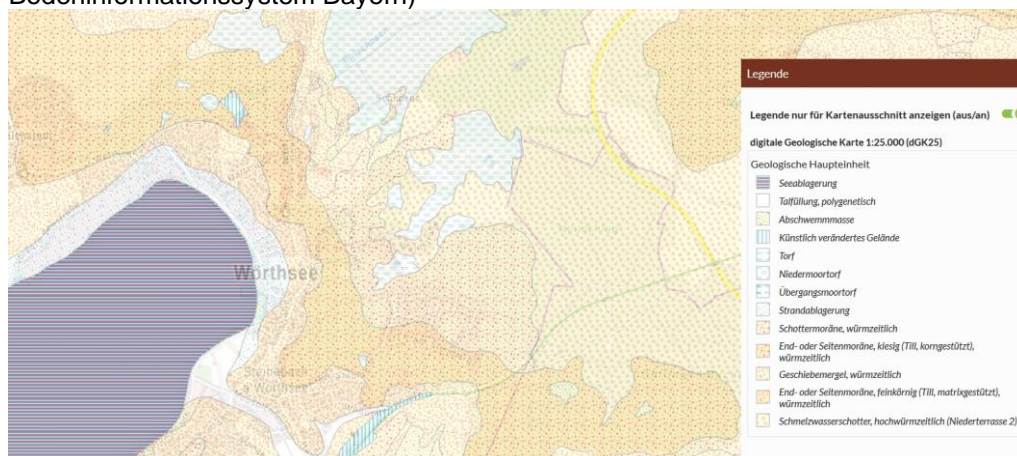 Bodeninformationssystem Bayern)
Wörthsee
Steinebach
a. Wörthsee
Legende
Legende nur für Kartenausschnitt anzeigen (aus/an)
digitale Geologische Karte 1:25.000 (dGK25)
Geologische Haupteinheit
Seeablagerung
Talfüllung, polygenetisch
Abschwemmmasse
Künstlich verändertes Gelände
Torf
Niedermoortorf
Übergangsmoortorf
Strandablagerung
Schottermoräne, würmzeitlich
End- oder Seitenmoräne, kiesig (Till, korngestützt),
würmzeitlich
Geschiebemergel, würmzeitlich
End- oder Seitenmoräne, feinkörnig (Till, matrixgestützt),
würmzeitlich
Schmelzwasserschotter, hochwürmzeitlich (Niederterrasse 2)